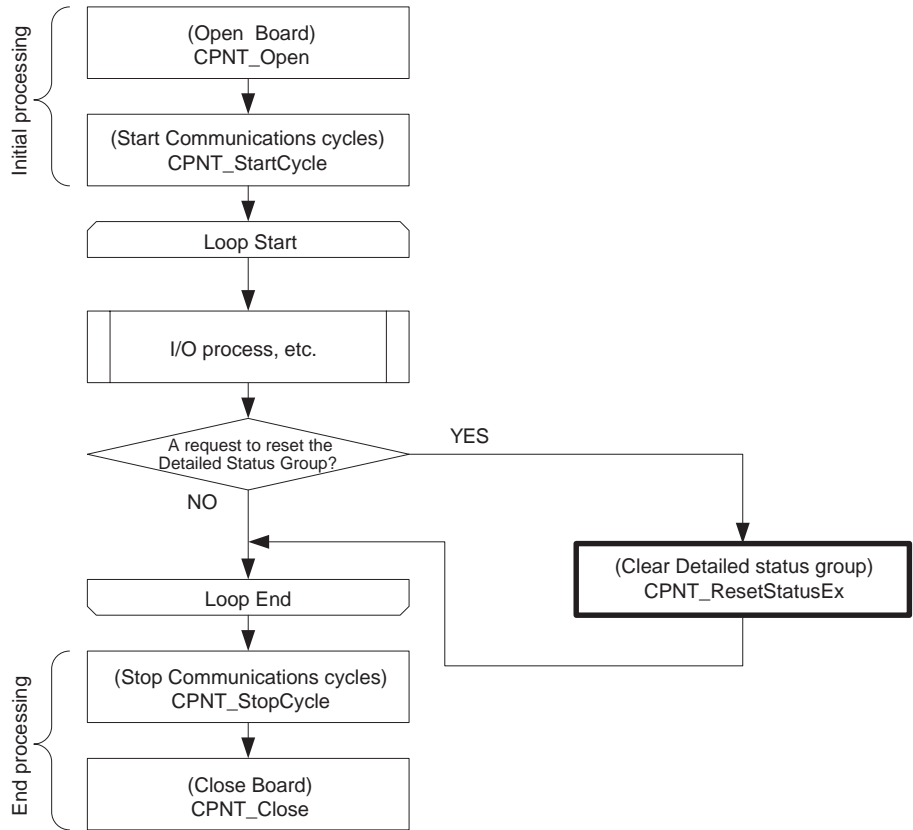 Initial processing
(Open Board)
CPNT_Open
(Start Communications cycles)
CPNT_StartCycle
Loop Start
I/O process, etc.
A request to reset the
Detailed Status Group?
YES
NO
(Clear Detailed status group)
CPNT_ResetStatusEx
Loop End
End processing
(Stop Communications cycles)
CPNT_StopCycle
(Close Board)
CPNT_Close